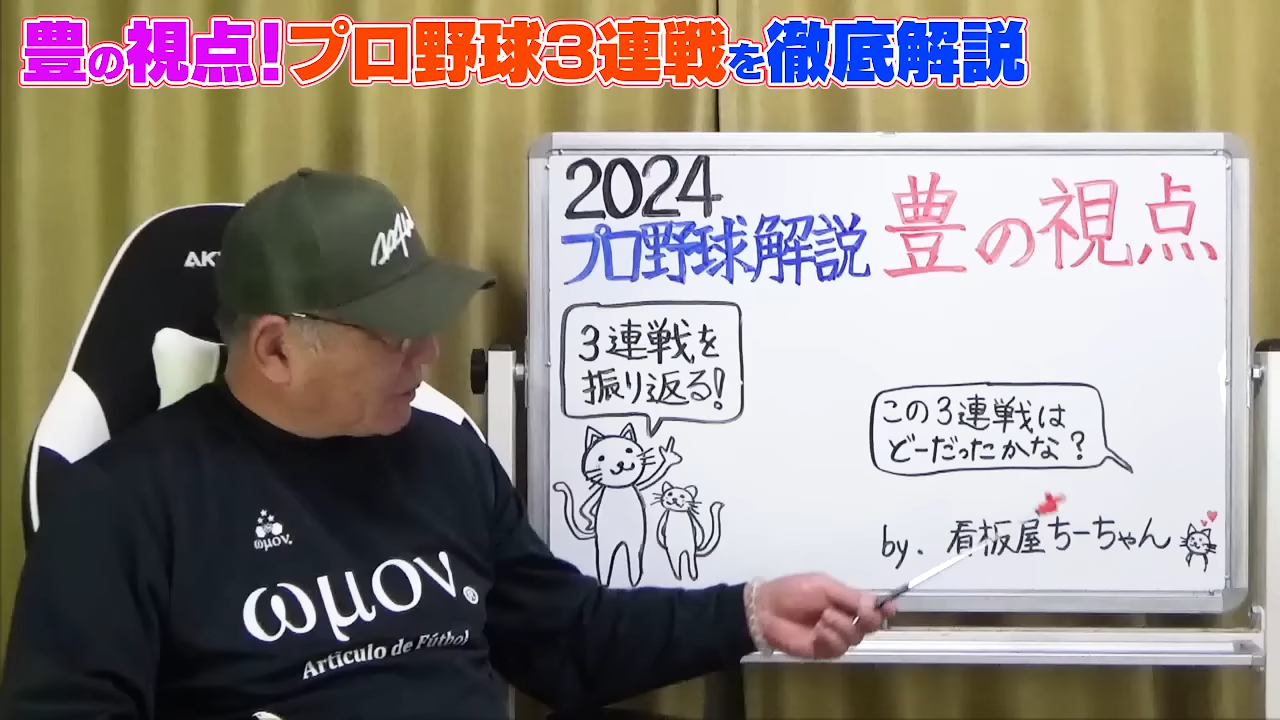 豊の視点!プロ野球3連戦を徹底解説
2024
プロ野球解説
豊の視点
3連戦を
振り返る!
この3連戦は
どーだったかな?
by. 看板屋ちーちゃん
ωμον.
ωμον.®
Artículo de Fútbol